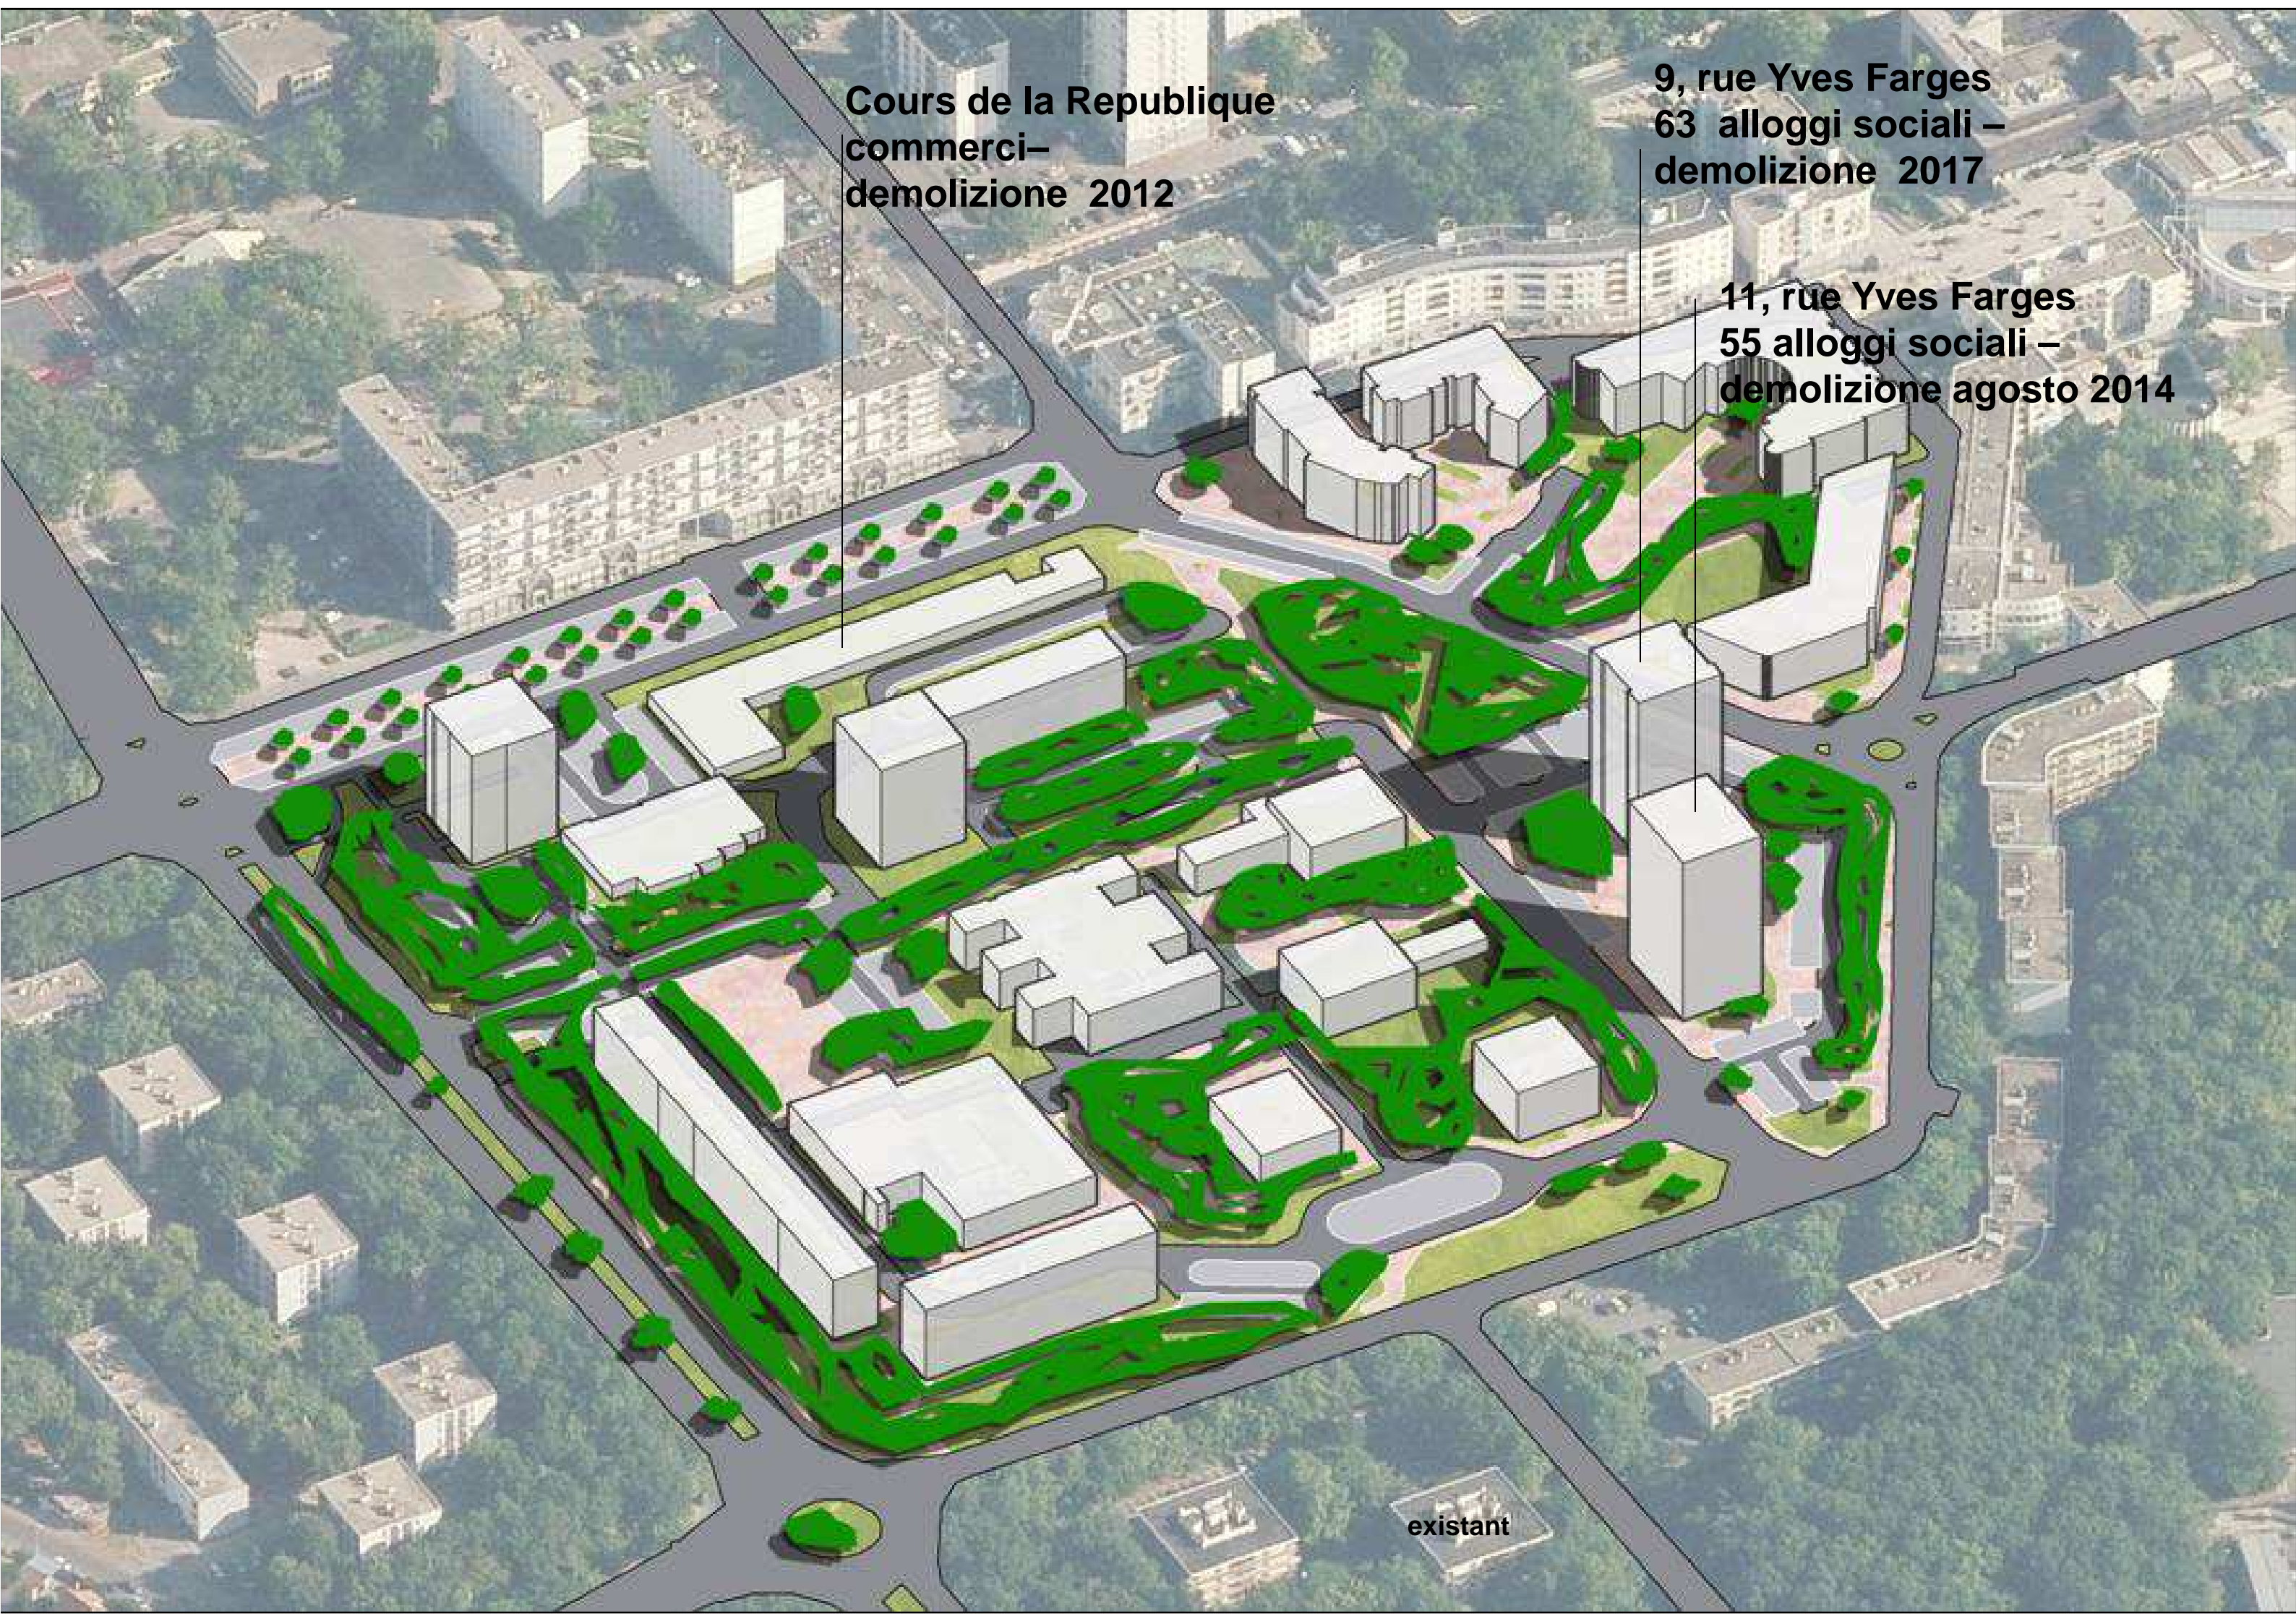 Cours de la Republique
commerci–
demolizione 2012
9, rue Yves Farges
63 alloggi sociali –
demolizione 2017
11, rue Yves Farges
55 alloggi sociali –
demolizione agosto 2014
existant